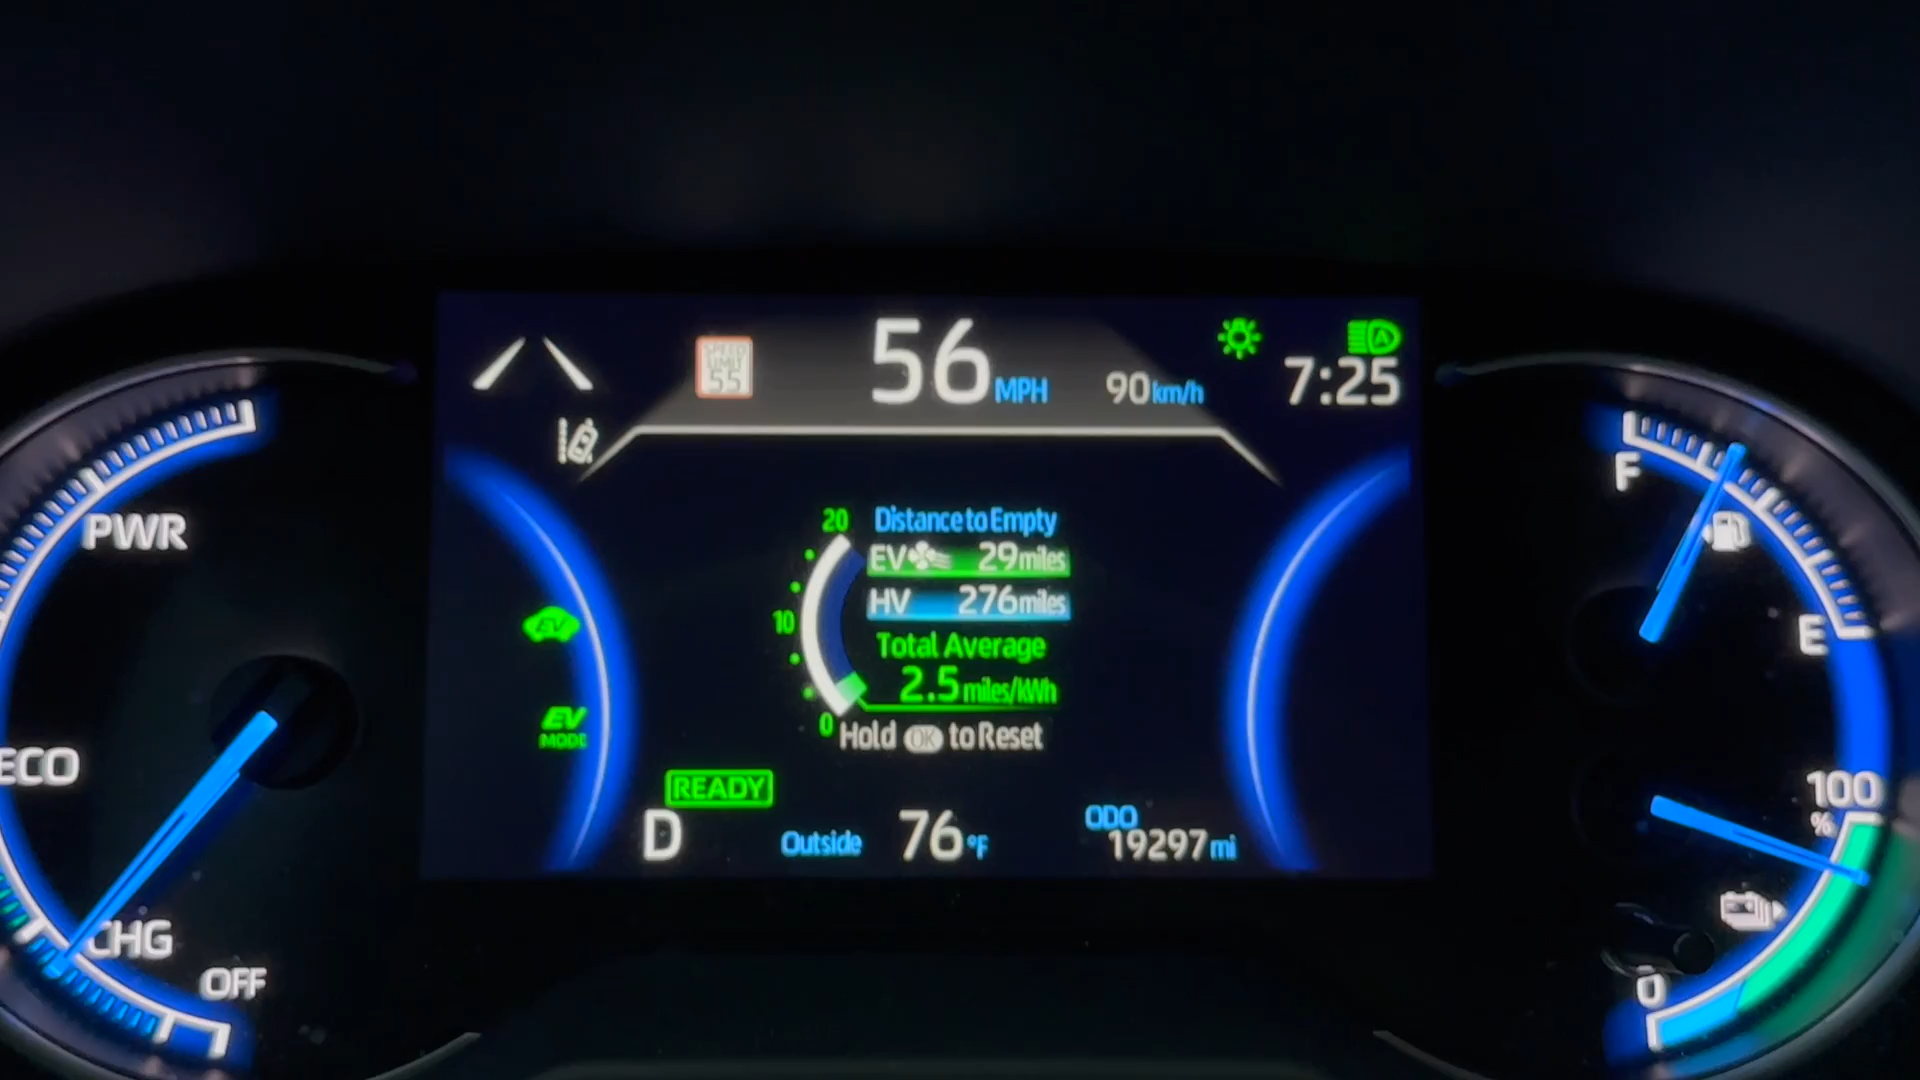 SPEED
LIMIT
55
56 MPH
90 km/h
7:25
A
PWR
ECO
CHG
OFF
EV
EV
MODE
20
10
0
Distance to Empty
EV 29 miles
HV 276 miles
Total Average
2.5 miles/kWh
Hold OK to Reset
READY
D
Outside 76 °F
ODO
19297 mi
F
E
100
%
0